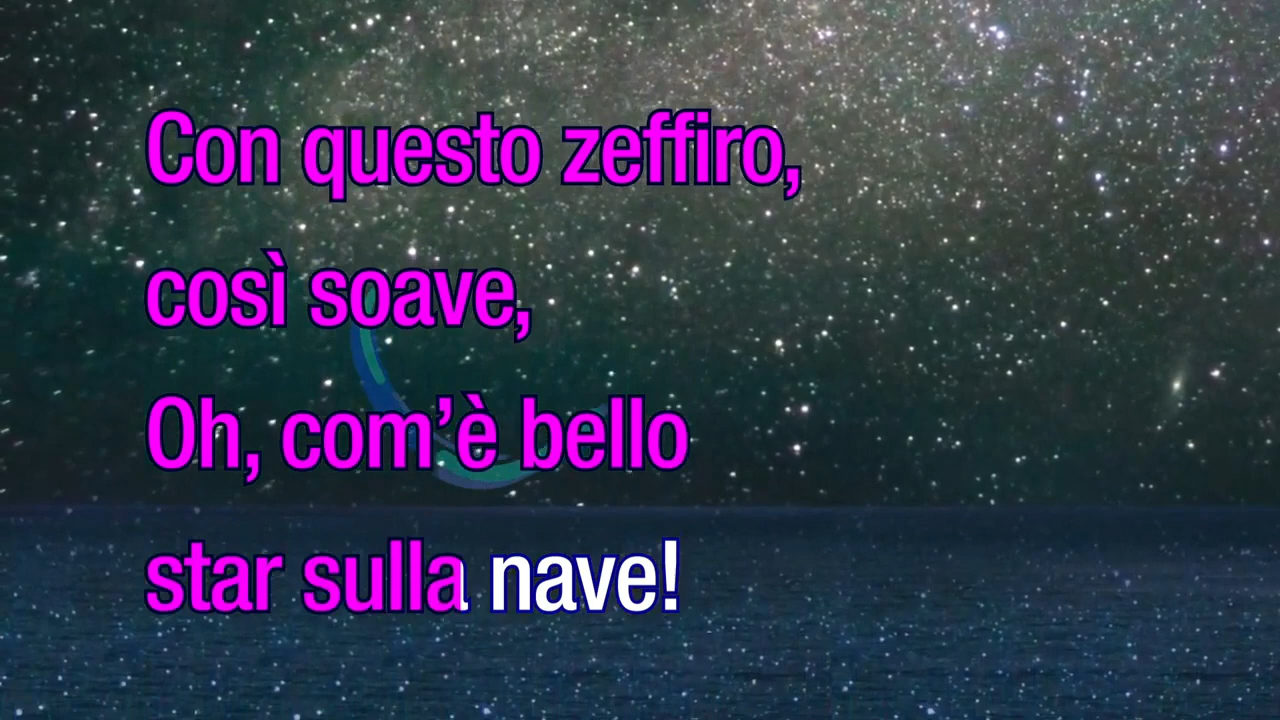 Con questo zeffiro,
così soave,
Oh, com’è bello
star sulla nave!